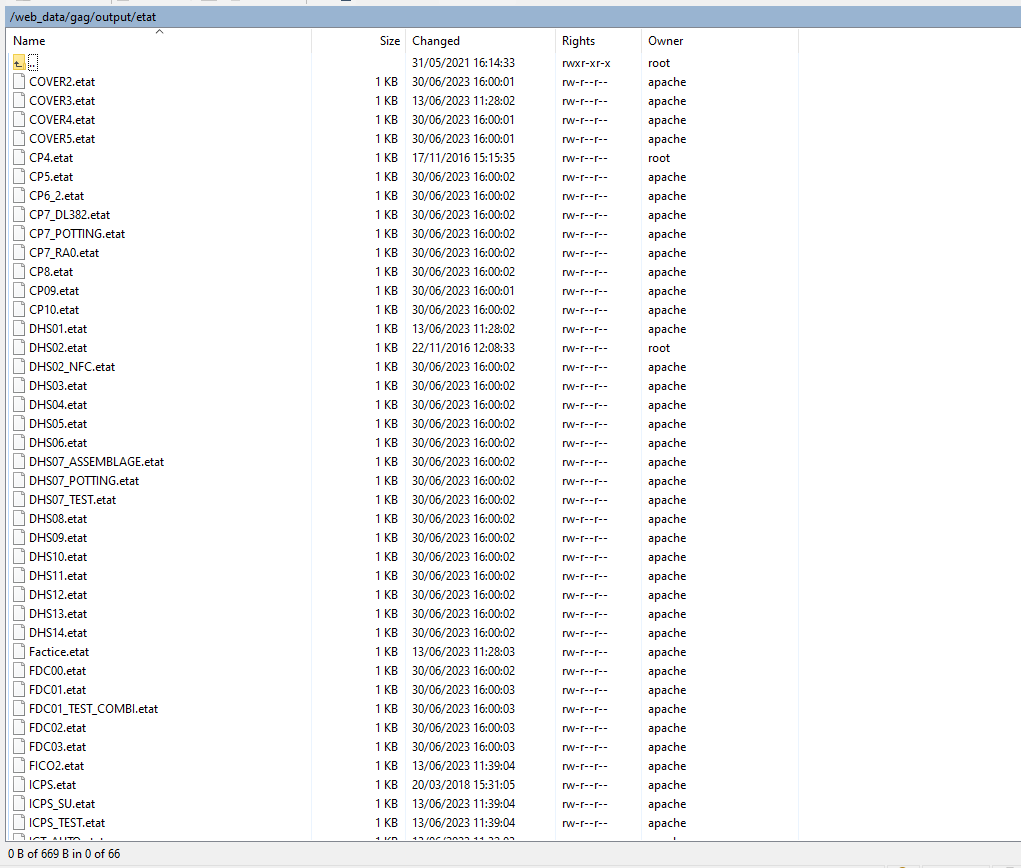 /web_data/gag/output/etat
Name Size Changed Rights Owner
.. 31/05/2021 16:14:33 rwxr-xr-x root
COVER2.etat 1 KB 30/06/2023 16:00:01 rw-r--r-- apache
COVER3.etat 1 KB 13/06/2023 11:28:02 rw-r--r-- apache
COVER4.etat 1 KB 30/06/2023 16:00:01 rw-r--r-- apache
COVER5.etat 1 KB 30/06/2023 16:00:01 rw-r--r-- apache
CP4.etat 1 KB 17/11/2016 15:15:35 rw-r--r-- root
CP5.etat 1 KB 30/06/2023 16:00:02 rw-r--r-- apache
CP6_2.etat 1 KB 30/06/2023 16:00:02 rw-r--r-- apache
CP7_DL382.etat 1 KB 30/06/2023 16:00:02 rw-r--r-- apache
CP7_POTTING.etat 1 KB 30/06/2023 16:00:02 rw-r--r-- apache
CP7_RA0.etat 1 KB 30/06/2023 16:00:02 rw-r--r-- apache
CP8.etat 1 KB 30/06/2023 16:00:02 rw-r--r-- apache
CP09.etat 1 KB 30/06/2023 16:00:01 rw-r--r-- apache
CP10.etat 1 KB 30/06/2023 16:00:02 rw-r--r-- apache
DHS01.etat 1 KB 13/06/2023 11:28:02 rw-r--r-- apache
DHS02.etat 1 KB 22/11/2016 12:08:33 rw-r--r-- root
DHS02_NFC.etat 1 KB 30/06/2023 16:00:02 rw-r--r-- apache
DHS03.etat 1 KB 30/06/2023 16:00:02 rw-r--r-- apache
DHS04.etat 1 KB 30/06/2023 16:00:02 rw-r--r-- apache
DHS05.etat 1 KB 30/06/2023 16:00:02 rw-r--r-- apache
DHS06.etat 1 KB 30/06/2023 16:00:02 rw-r--r-- apache
DHS07_ASSEMBLAGE.etat 1 KB 30/06/2023 16:00:02 rw-r--r-- apache
DHS07_POTTING.etat 1 KB 30/06/2023 16:00:02 rw-r--r-- apache
DHS07_TEST.etat 1 KB 30/06/2023 16:00:02 rw-r--r-- apache
DHS08.etat 1 KB 30/06/2023 16:00:02 rw-r--r-- apache
DHS09.etat 1 KB 30/06/2023 16:00:02 rw-r--r-- apache
DHS10.etat 1 KB 30/06/2023 16:00:02 rw-r--r-- apache
DHS11.etat 1 KB 30/06/2023 16:00:02 rw-r--r-- apache
DHS12.etat 1 KB 30/06/2023 16:00:02 rw-r--r-- apache
DHS13.etat 1 KB 30/06/2023 16:00:02 rw-r--r-- apache
DHS14.etat 1 KB 30/06/2023 16:00:02 rw-r--r-- apache
Factice.etat 1 KB 13/06/2023 11:28:03 rw-r--r-- apache
FDC00.etat 1 KB 30/06/2023 16:00:02 rw-r--r-- apache
FDC01.etat 1 KB 30/06/2023 16:00:03 rw-r--r-- apache
FDC01_TEST_COMBI.etat 1 KB 30/06/2023 16:00:03 rw-r--r-- apache
FDC02.etat 1 KB 30/06/2023 16:00:03 rw-r--r-- apache
FDC03.etat 1 KB 30/06/2023 16:00:03 rw-r--r-- apache
FICO2.etat 1 KB 13/06/2023 11:39:04 rw-r--r-- apache
ICPS.etat 1 KB 20/03/2018 15:31:05 rw-r--r-- apache
ICPS_SU.etat 1 KB 13/06/2023 11:39:04 rw-r--r-- apache
ICPS_TEST.etat 1 KB 13/06/2023 11:39:04 rw-r--r-- apache
0 B of 669 B in 0 of 66